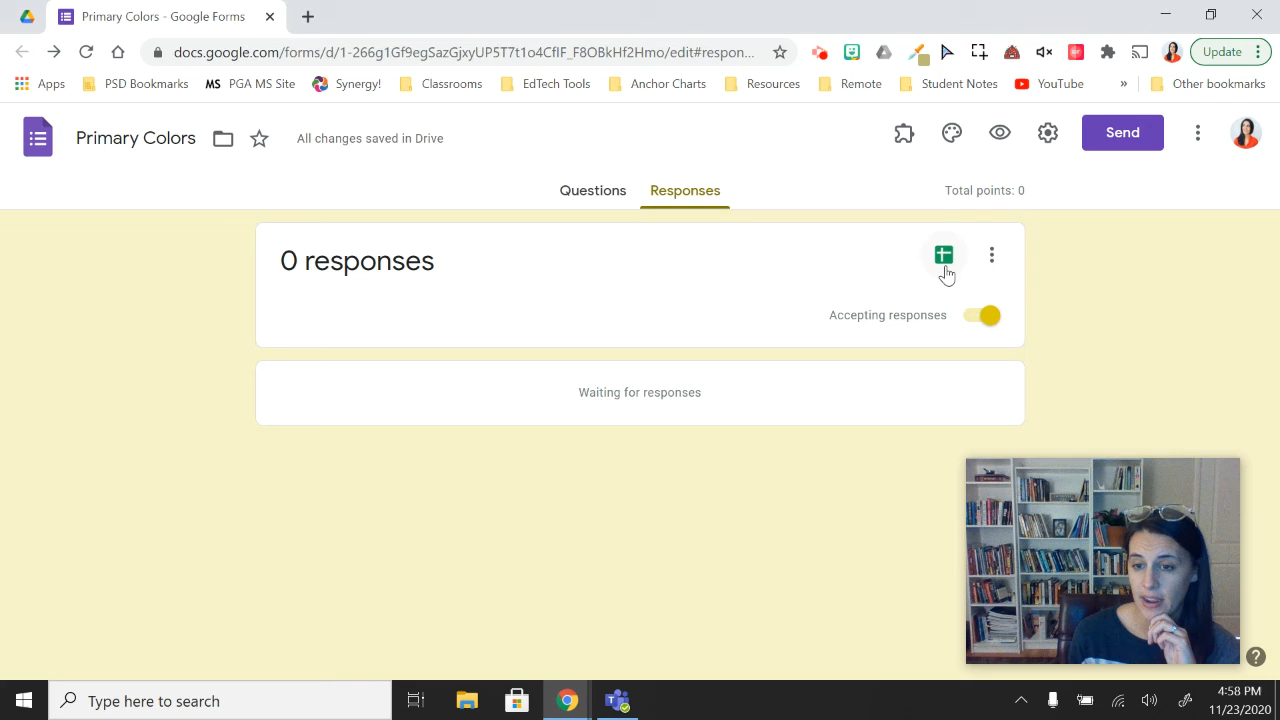 Primary Colors - Google Forms
docs.google.com/forms/d/1-266g1Gf9egSazGjxyUP5T7t1o4CfIF_F8OBkHf2Hmo/edit#respon...
Update
Apps
PSD Bookmarks
MS PGA MS Site
Synergy!
Classrooms
EdTech Tools
Anchor Charts
Resources
Remote
Student Notes
YouTube
»
Other bookmarks
Primary Colors
All changes saved in Drive
Send
Questions
Responses
Total points: 0
0 responses
Accepting responses
Waiting for responses
?
Type here to search
4:58 PM
11/23/2020